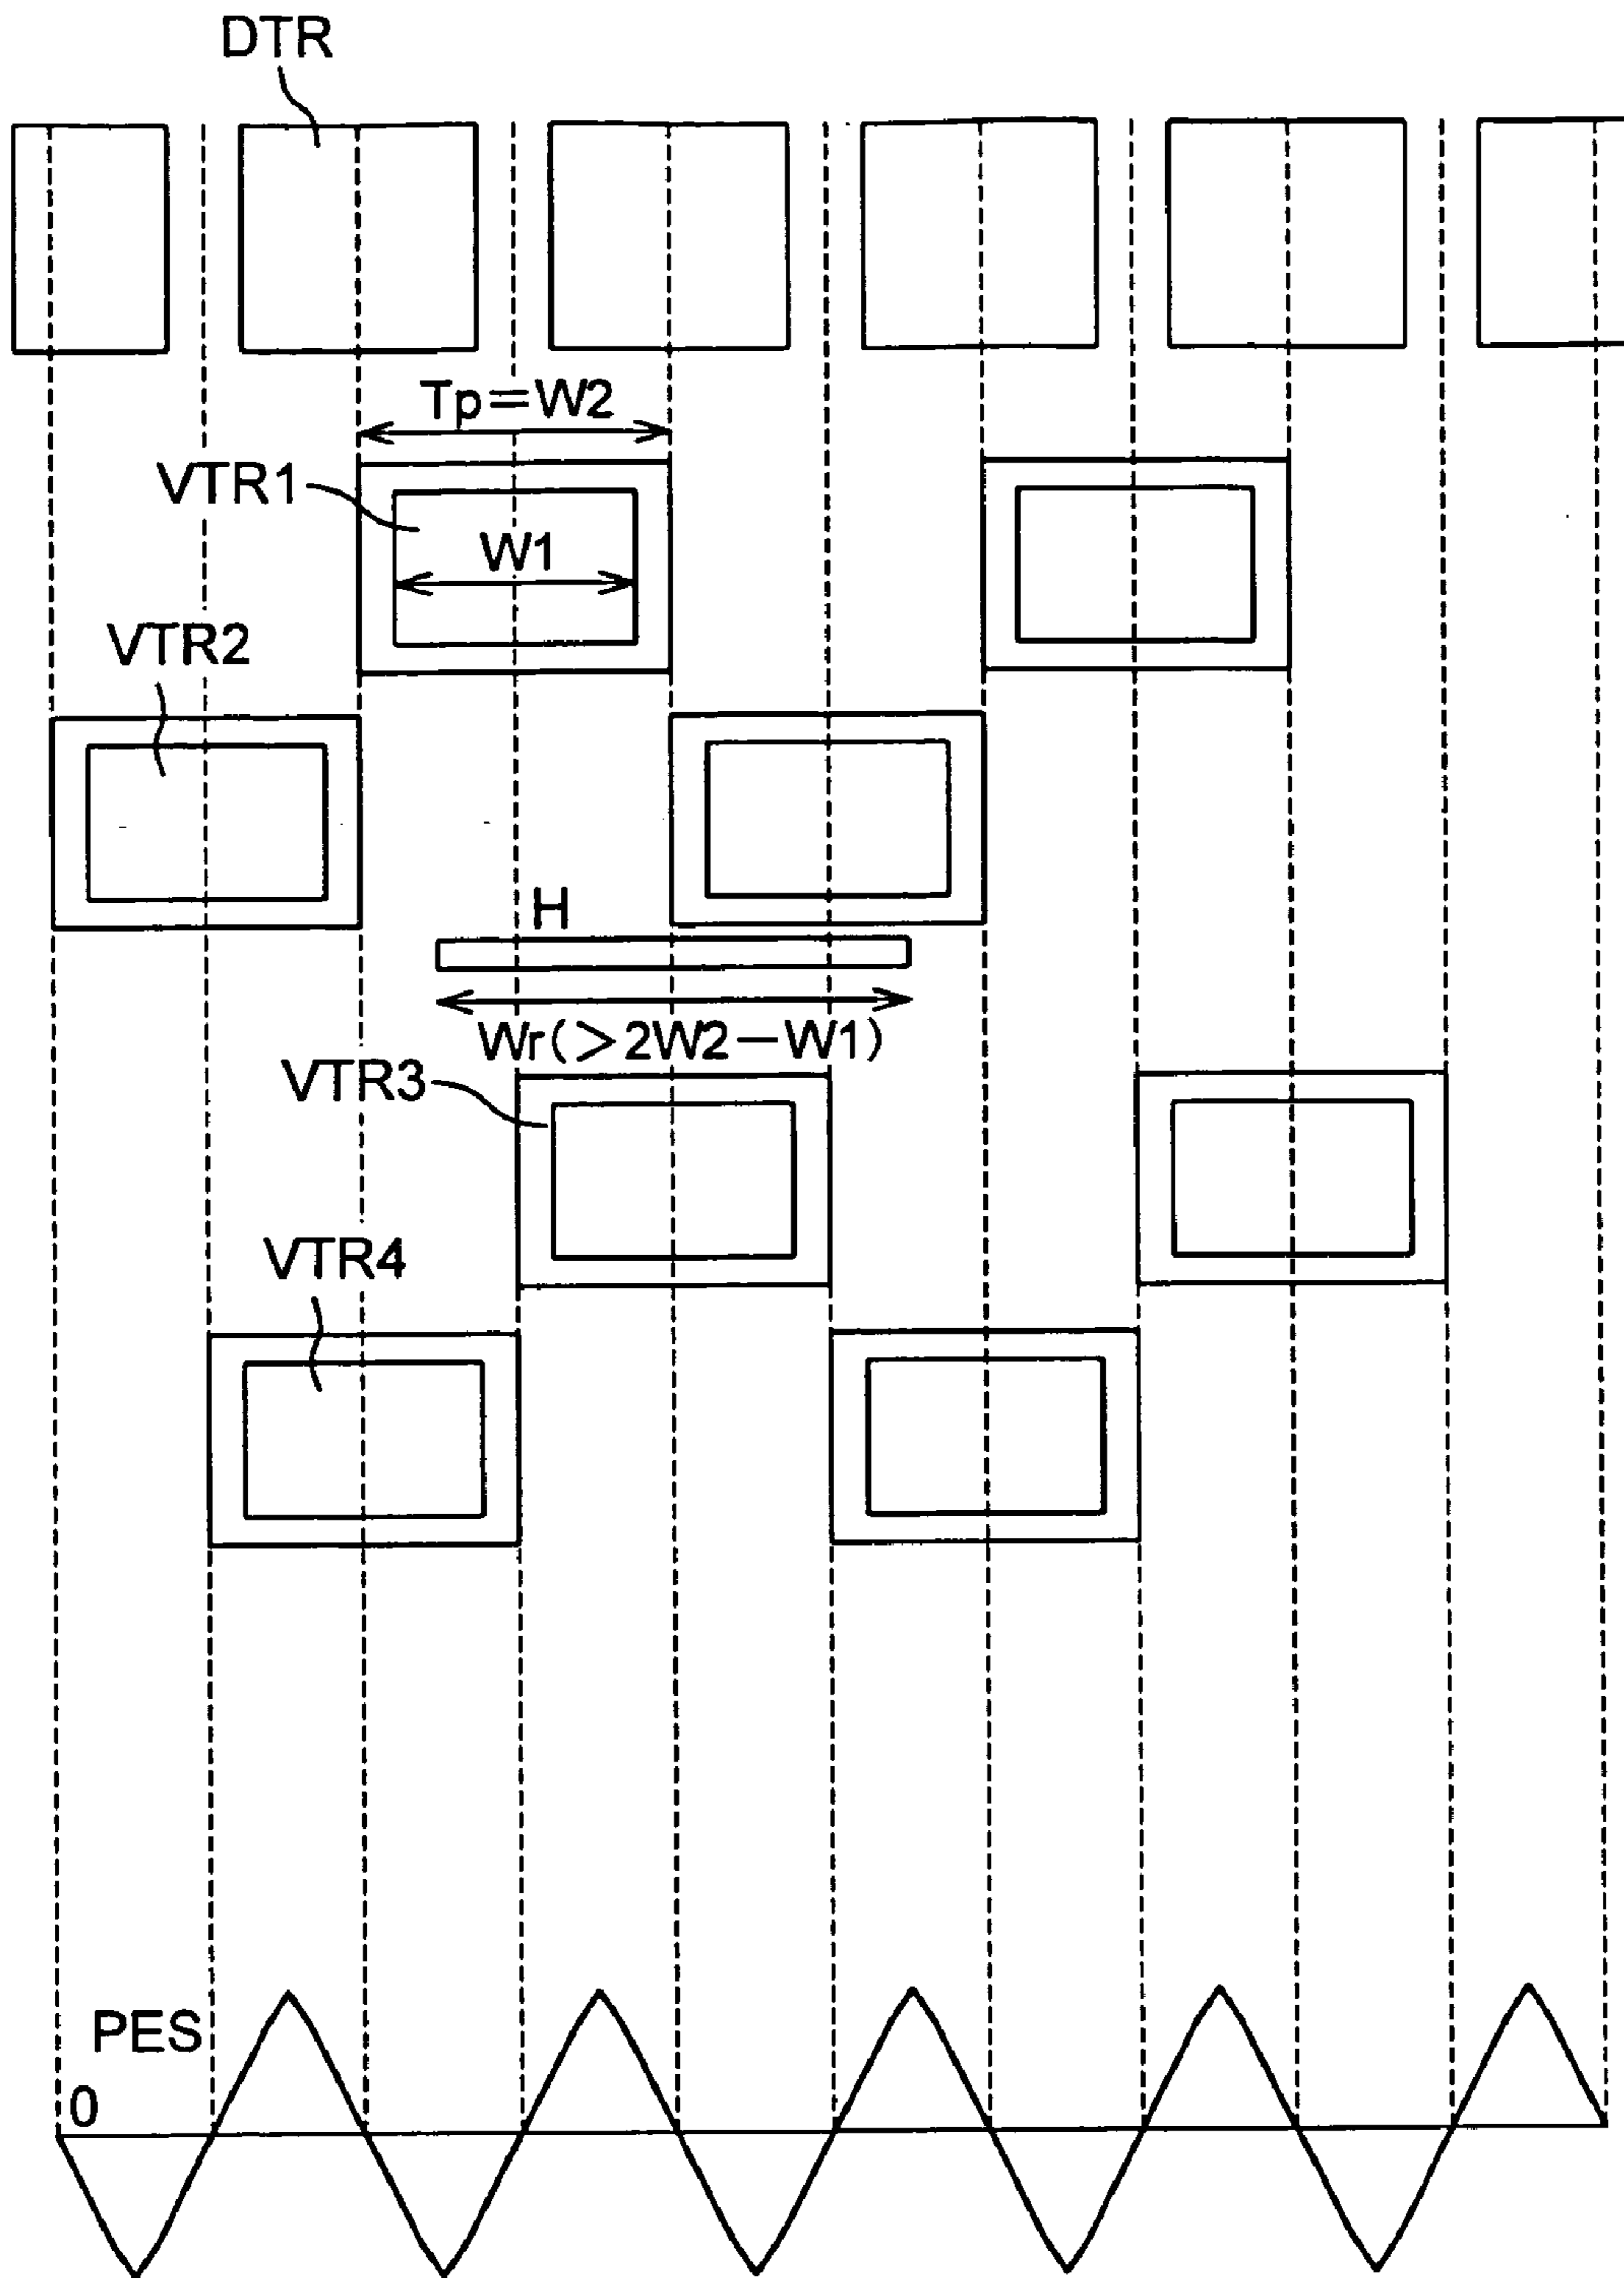 DTR
Tp=W2
VTR1
W1
VTR2
H
Wr(>2W2-W1)
VTR3
VTR4
PES
0